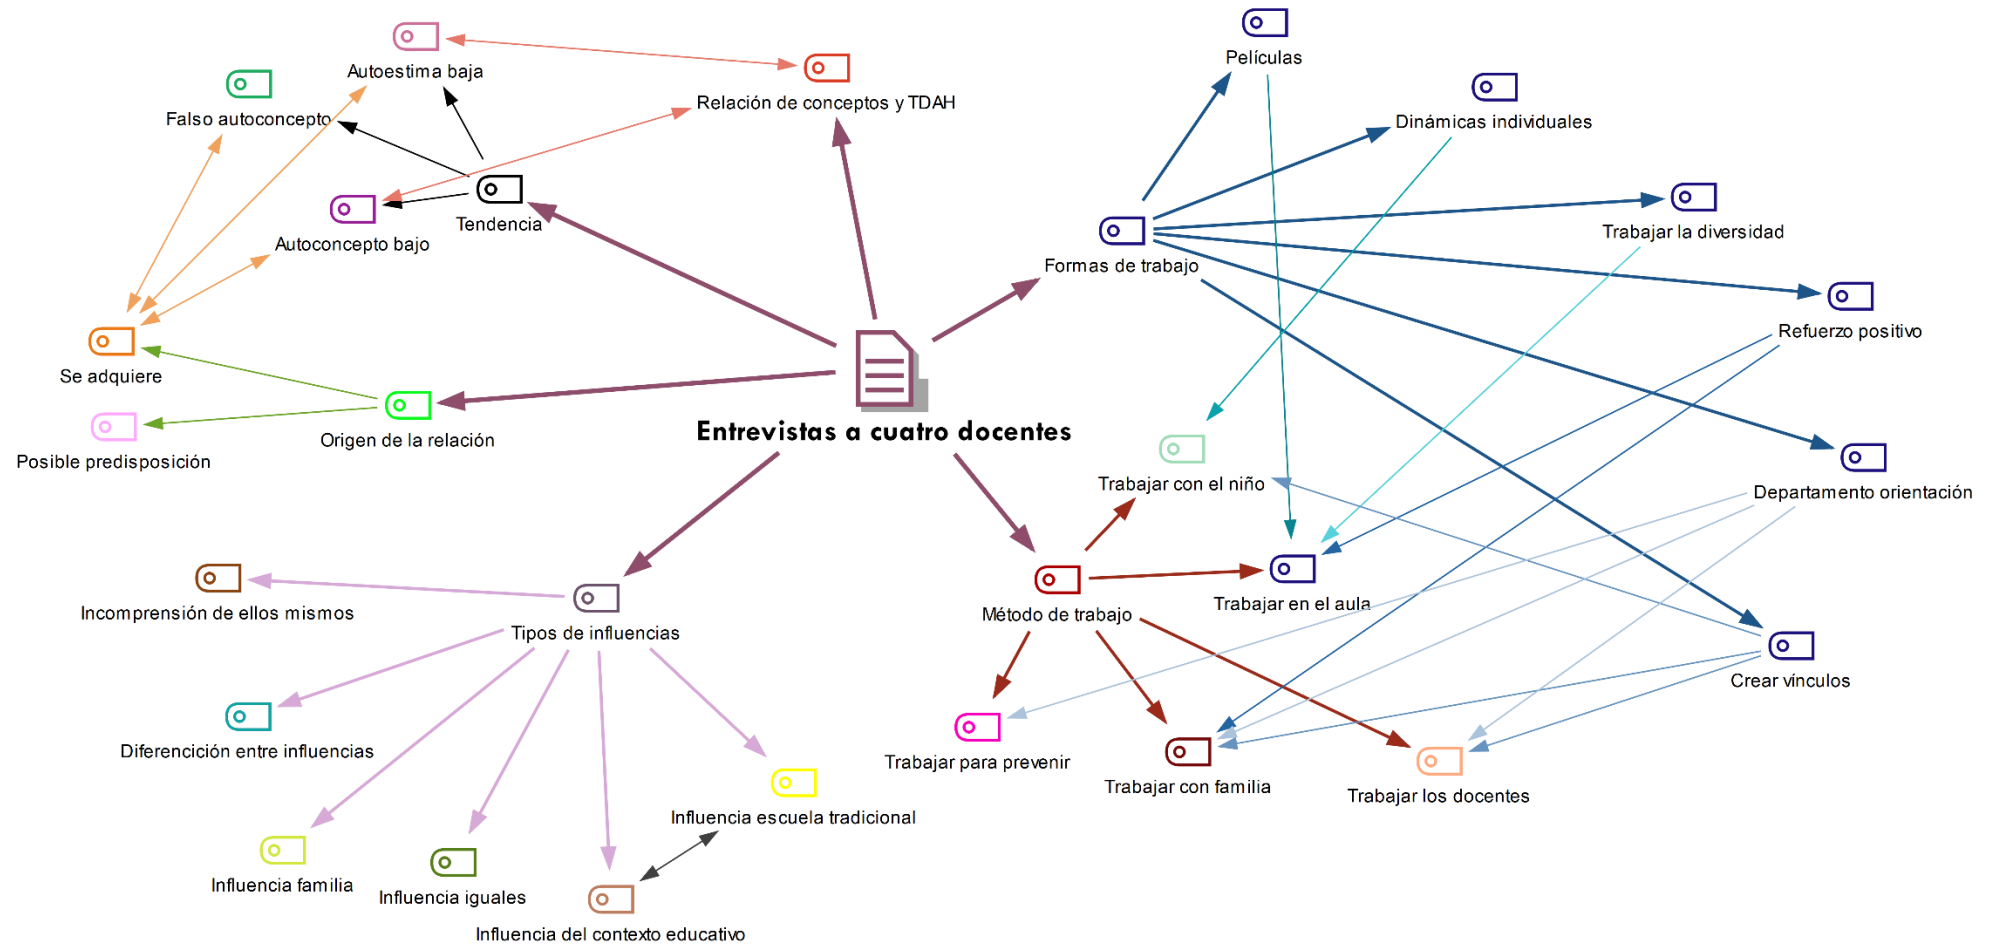 Películas
Autoestima baja
Dinámicas individuales
Relación de conceptos y TDAH
Falso autoconcepto
Tendencia
Trabajar la diversidad
Autoconcepto bajo
Formas de trabajo
Refuerzo positivo
Se adquiere
Entrevistas a cuatro docentes
Origen de la relación
Posible predisposición
Trabajar con el niño
Departamento orientación
Trabajar en el aula
Incomprensión de ellos mismos
Método de trabajo
Tipos de influencias
Crear vínculos
Diferencición entre influencias
Trabajar para prevenir
Trabajar con familia
Trabajar los docentes
Influencia escuela tradicional
Influencia familia
Influencia iguales
Influencia del contexto educativo